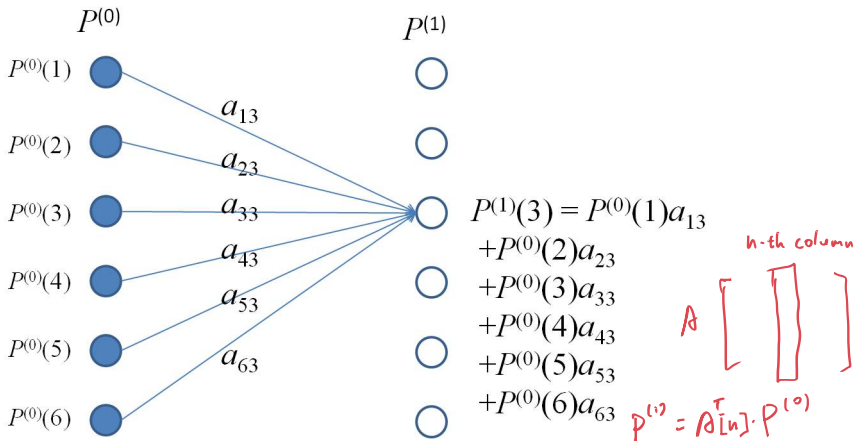 P⁽⁰⁾
P⁽¹⁾
P⁽⁰⁾(1)
P⁽⁰⁾(2)
P⁽⁰⁾(3)
P⁽⁰⁾(4)
P⁽⁰⁾(5)
P⁽⁰⁾(6)
a₁₃
a₂₃
a₃₃
a₄₃
a₅₃
a₆₃
P⁽¹⁾(3) = P⁽⁰⁾(1)a₁₃
+P⁽⁰⁾(2)a₂₃
+P⁽⁰⁾(3)a₃₃
+P⁽⁰⁾(4)a₄₃
+P⁽⁰⁾(5)a₅₃
+P⁽⁰⁾(6)a₆₃
n-th column
A [ ]
P⁽¹⁾ = Aᵀ[n]·P⁽⁰⁾